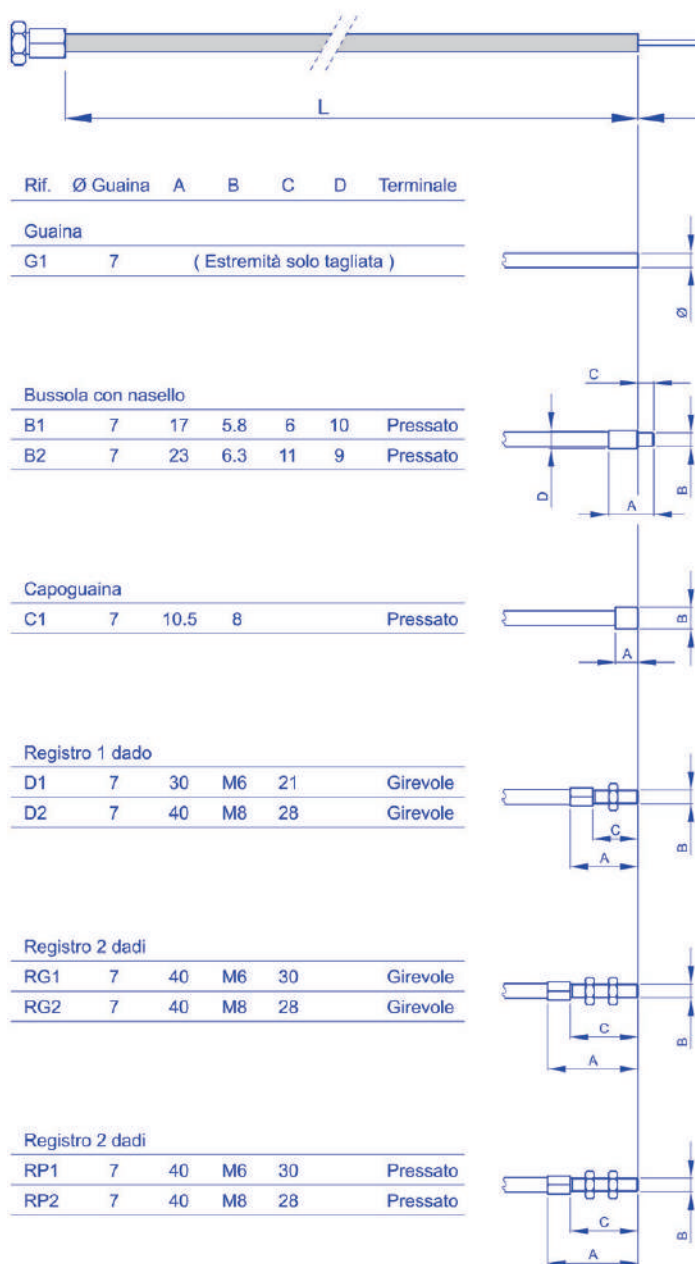 L
Rif. Ø Guaina A B C D Terminale
Guaina
G1 7 ( Estremità solo tagliata )
Ø
Bussola con nasello
B1 7 17 5.8 6 10 Pressato
B2 7 23 6.3 11 9 Pressato
C
D
A
B
Capoguaina
C1 7 10.5 8 Pressato
A
B
Registro 1 dado
D1 7 30 M6 21 Girevole
D2 7 40 M8 28 Girevole
C
A
B
Registro 2 dadi
RG1 7 40 M6 30 Girevole
RG2 7 40 M8 28 Girevole
C
A
B
Registro 2 dadi
RP1 7 40 M6 30 Pressato
RP2 7 40 M8 28 Pressato
C
A
B